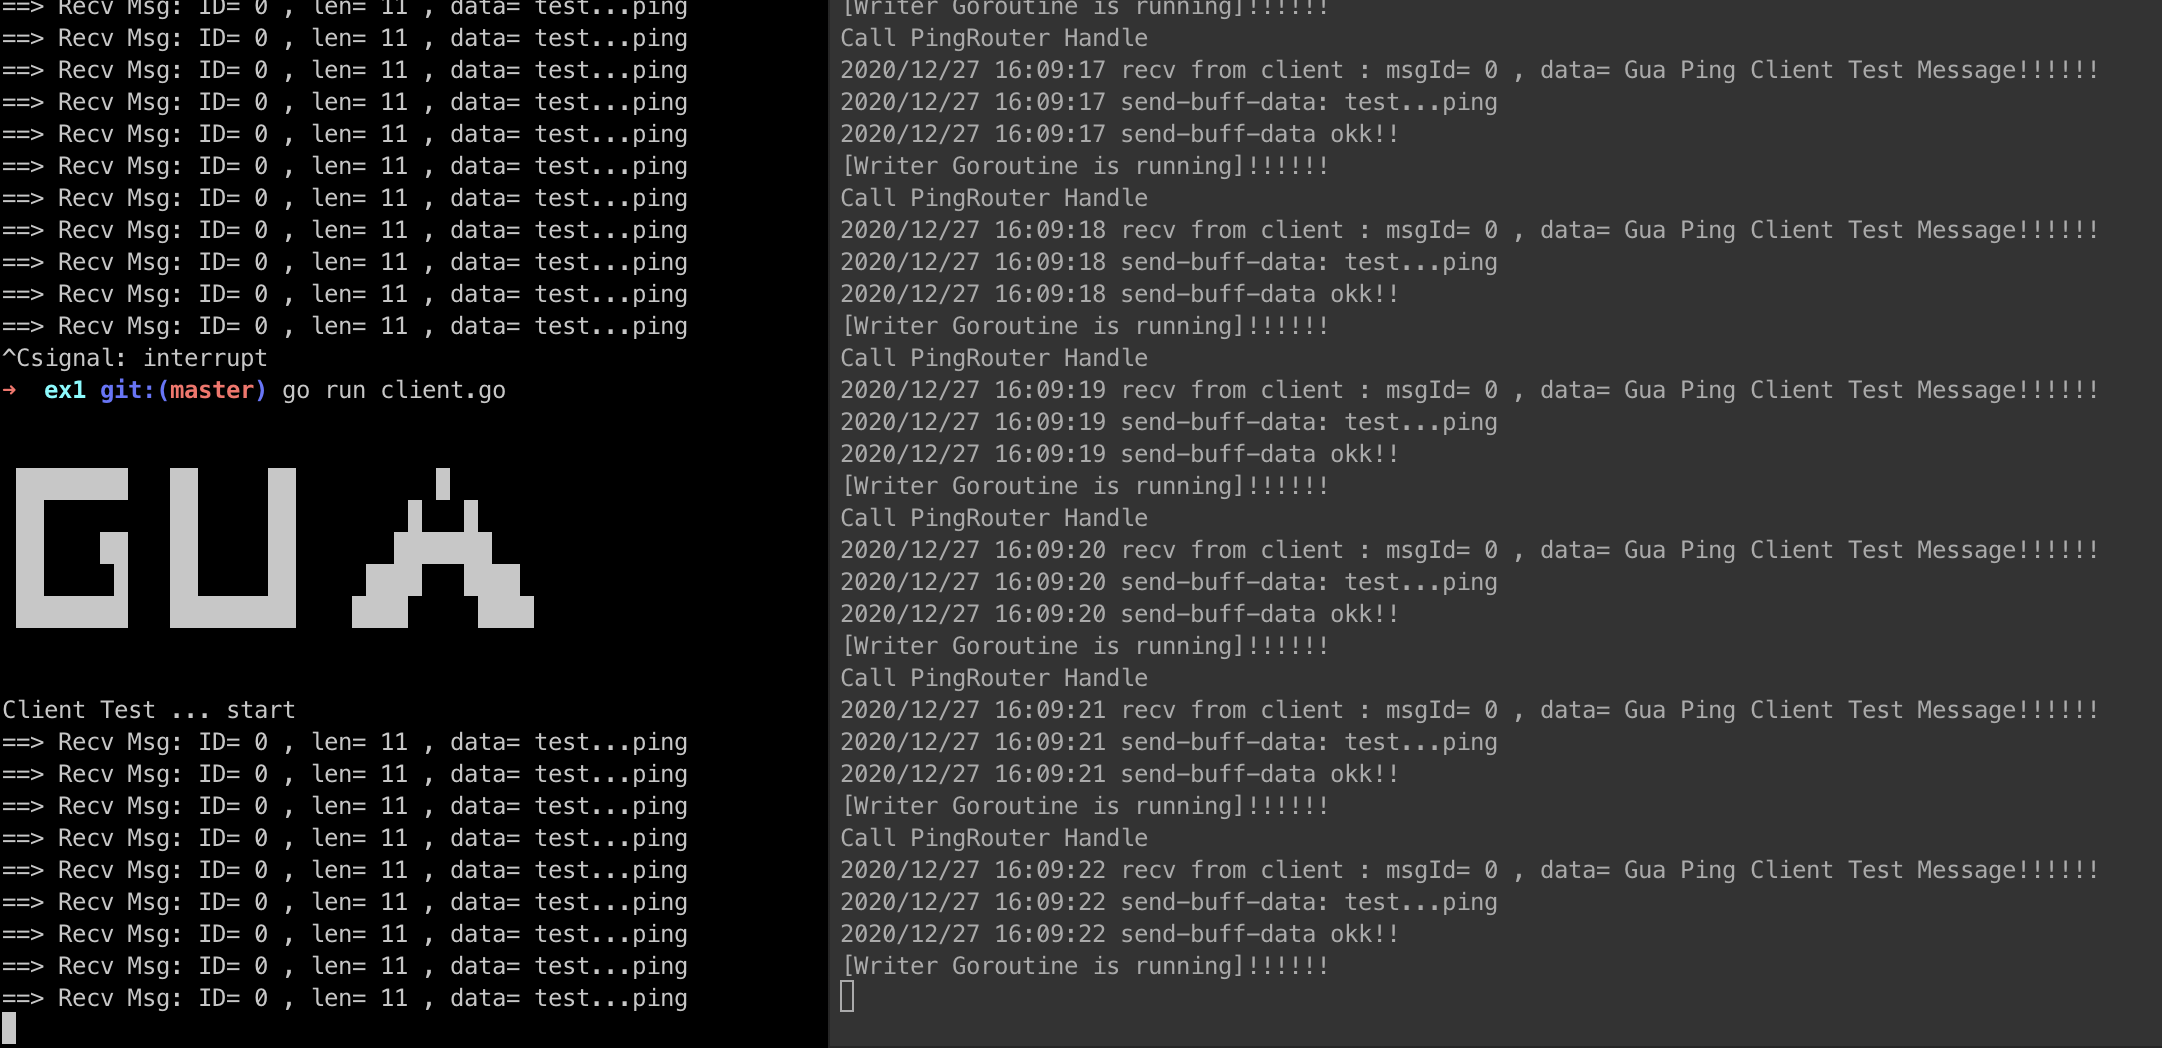 ==> Recv Msg: ID= 0 , len= 11 , data= test...ping
==> Recv Msg: ID= 0 , len= 11 , data= test...ping
==> Recv Msg: ID= 0 , len= 11 , data= test...ping
==> Recv Msg: ID= 0 , len= 11 , data= test...ping
==> Recv Msg: ID= 0 , len= 11 , data= test...ping
==> Recv Msg: ID= 0 , len= 11 , data= test...ping
==> Recv Msg: ID= 0 , len= 11 , data= test...ping
==> Recv Msg: ID= 0 , len= 11 , data= test...ping
==> Recv Msg: ID= 0 , len= 11 , data= test...ping
==> Recv Msg: ID= 0 , len= 11 , data= test...ping
==> Recv Msg: ID= 0 , len= 11 , data= test...ping
^Csignal: interrupt
→ ex1 git:(master) go run client.go
GUA
Client Test ... start
==> Recv Msg: ID= 0 , len= 11 , data= test...ping
==> Recv Msg: ID= 0 , len= 11 , data= test...ping
==> Recv Msg: ID= 0 , len= 11 , data= test...ping
==> Recv Msg: ID= 0 , len= 11 , data= test...ping
==> Recv Msg: ID= 0 , len= 11 , data= test...ping
==> Recv Msg: ID= 0 , len= 11 , data= test...ping
==> Recv Msg: ID= 0 , len= 11 , data= test...ping
==> Recv Msg: ID= 0 , len= 11 , data= test...ping
==> Recv Msg: ID= 0 , len= 11 , data= test...ping
[Writer Goroutine is running]!!!!!!
Call PingRouter Handle
2020/12/27 16:09:17 recv from client : msgId= 0 , data= Gua Ping Client Test Message!!!!!!
2020/12/27 16:09:17 send-buff-data: test...ping
2020/12/27 16:09:17 send-buff-data okk!!
[Writer Goroutine is running]!!!!!!
Call PingRouter Handle
2020/12/27 16:09:18 recv from client : msgId= 0 , data= Gua Ping Client Test Message!!!!!!
2020/12/27 16:09:18 send-buff-data: test...ping
2020/12/27 16:09:18 send-buff-data okk!!
[Writer Goroutine is running]!!!!!!
Call PingRouter Handle
2020/12/27 16:09:19 recv from client : msgId= 0 , data= Gua Ping Client Test Message!!!!!!
2020/12/27 16:09:19 send-buff-data: test...ping
2020/12/27 16:09:19 send-buff-data okk!!
[Writer Goroutine is running]!!!!!!
Call PingRouter Handle
2020/12/27 16:09:20 recv from client : msgId= 0 , data= Gua Ping Client Test Message!!!!!!
2020/12/27 16:09:20 send-buff-data: test...ping
2020/12/27 16:09:20 send-buff-data okk!!
[Writer Goroutine is running]!!!!!!
Call PingRouter Handle
2020/12/27 16:09:21 recv from client : msgId= 0 , data= Gua Ping Client Test Message!!!!!!
2020/12/27 16:09:21 send-buff-data: test...ping
2020/12/27 16:09:21 send-buff-data okk!!
[Writer Goroutine is running]!!!!!!
Call PingRouter Handle
2020/12/27 16:09:22 recv from client : msgId= 0 , data= Gua Ping Client Test Message!!!!!!
2020/12/27 16:09:22 send-buff-data: test...ping
2020/12/27 16:09:22 send-buff-data okk!!
[Writer Goroutine is running]!!!!!!